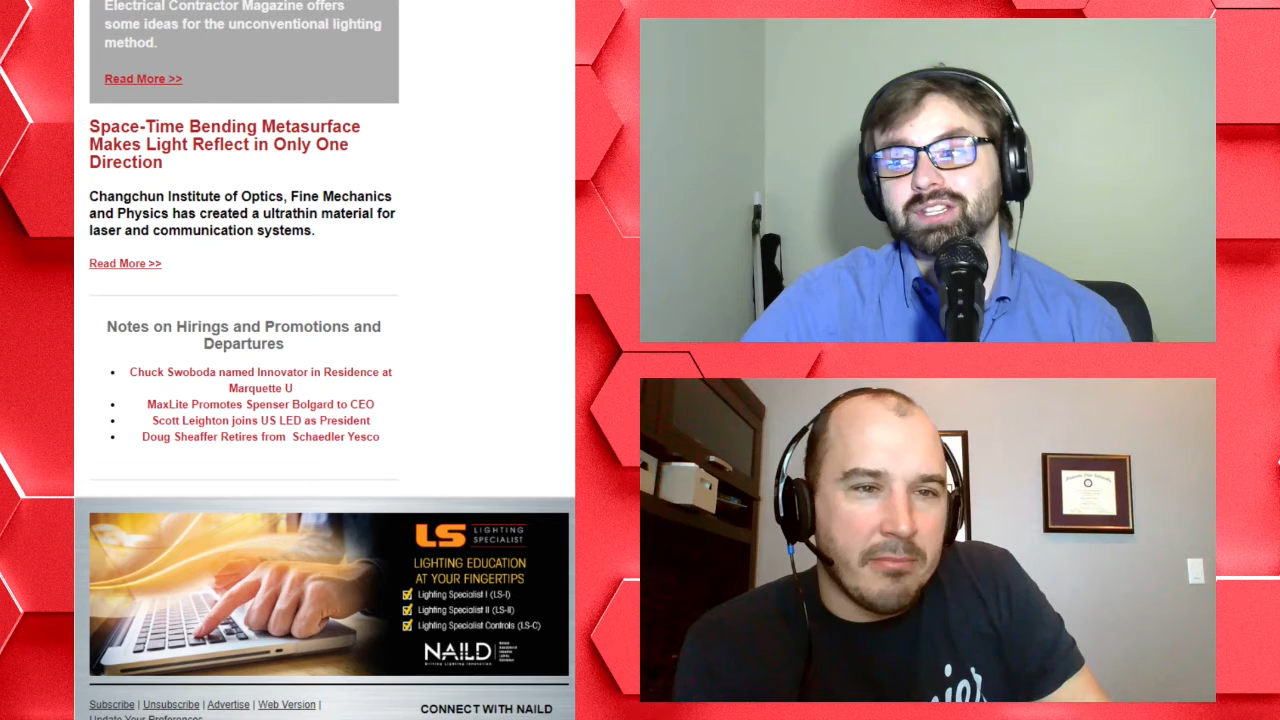 Electrical Contractor Magazine offers
some ideas for the unconventional lighting
method.
Read More >>
Space-Time Bending Metasurface
Makes Light Reflect in Only One
Direction
Changchun Institute of Optics, Fine Mechanics
and Physics has created a ultrathin material for
laser and communication systems.
Read More >>
Notes on Hirings and Promotions and
Departures
Chuck Swoboda named Innovator in Residence at
Marquette U
MaxLite Promotes Spenser Bolgard to CEO
Scott Leighton joins US LED as President
Doug Sheaffer Retires from Schaedler Yesco
LS LIGHTING
SPECIALIST
LIGHTING EDUCATION
AT YOUR FINGERTIPS
Lighting Specialist I (LS-I)
Lighting Specialist II (LS-II)
Lighting Specialist Controls (LS-C)
NAILD
Subscribe | Unsubscribe | Advertise | Web Version |
Update Your Preferences
CONNECT WITH NAILD